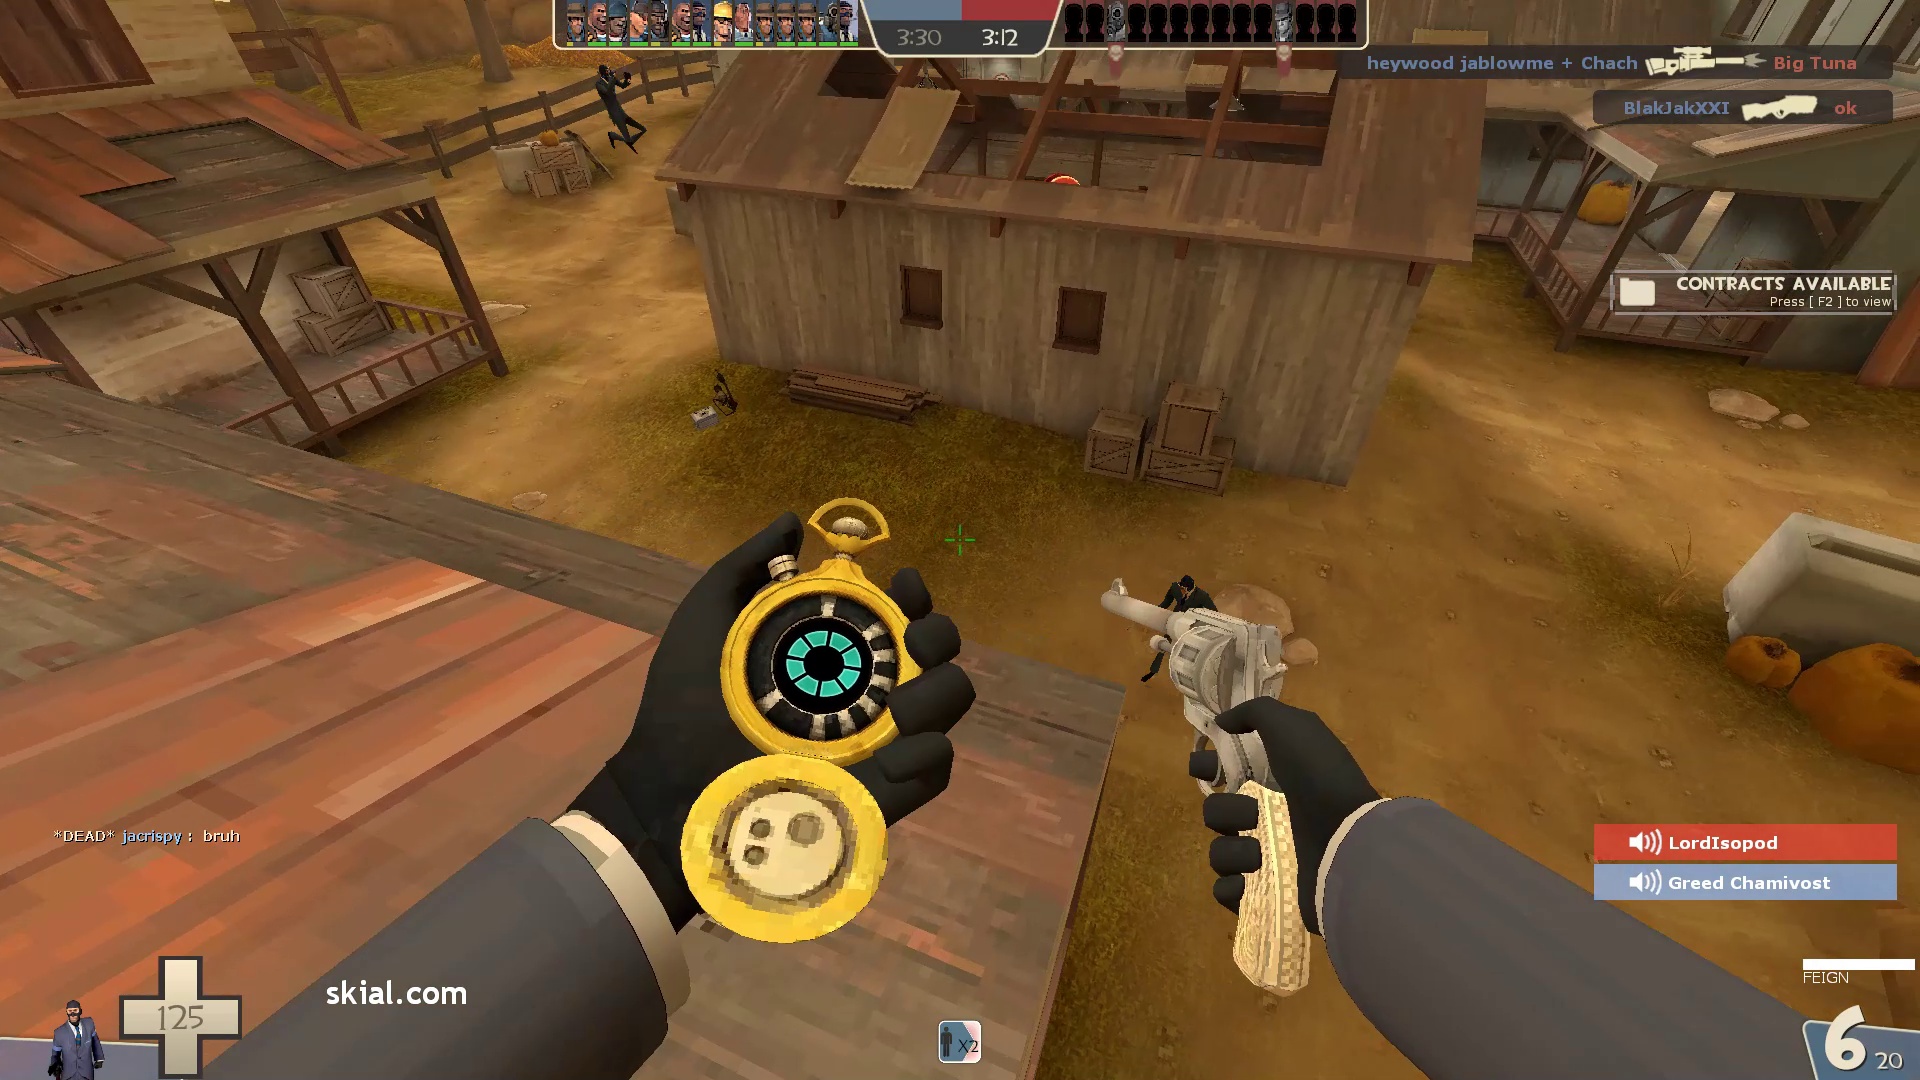 3:30 3:12
heywood jablowme + Chach Big Tuna
BlakJakXXI ok
CONTRACTS AVAILABLE
Press [ F2 ] to view
*DEAD* jacrispy : bruh
LordIsopod
Greed Chamivost
skial.com
125
X2
FEIGN
6 20